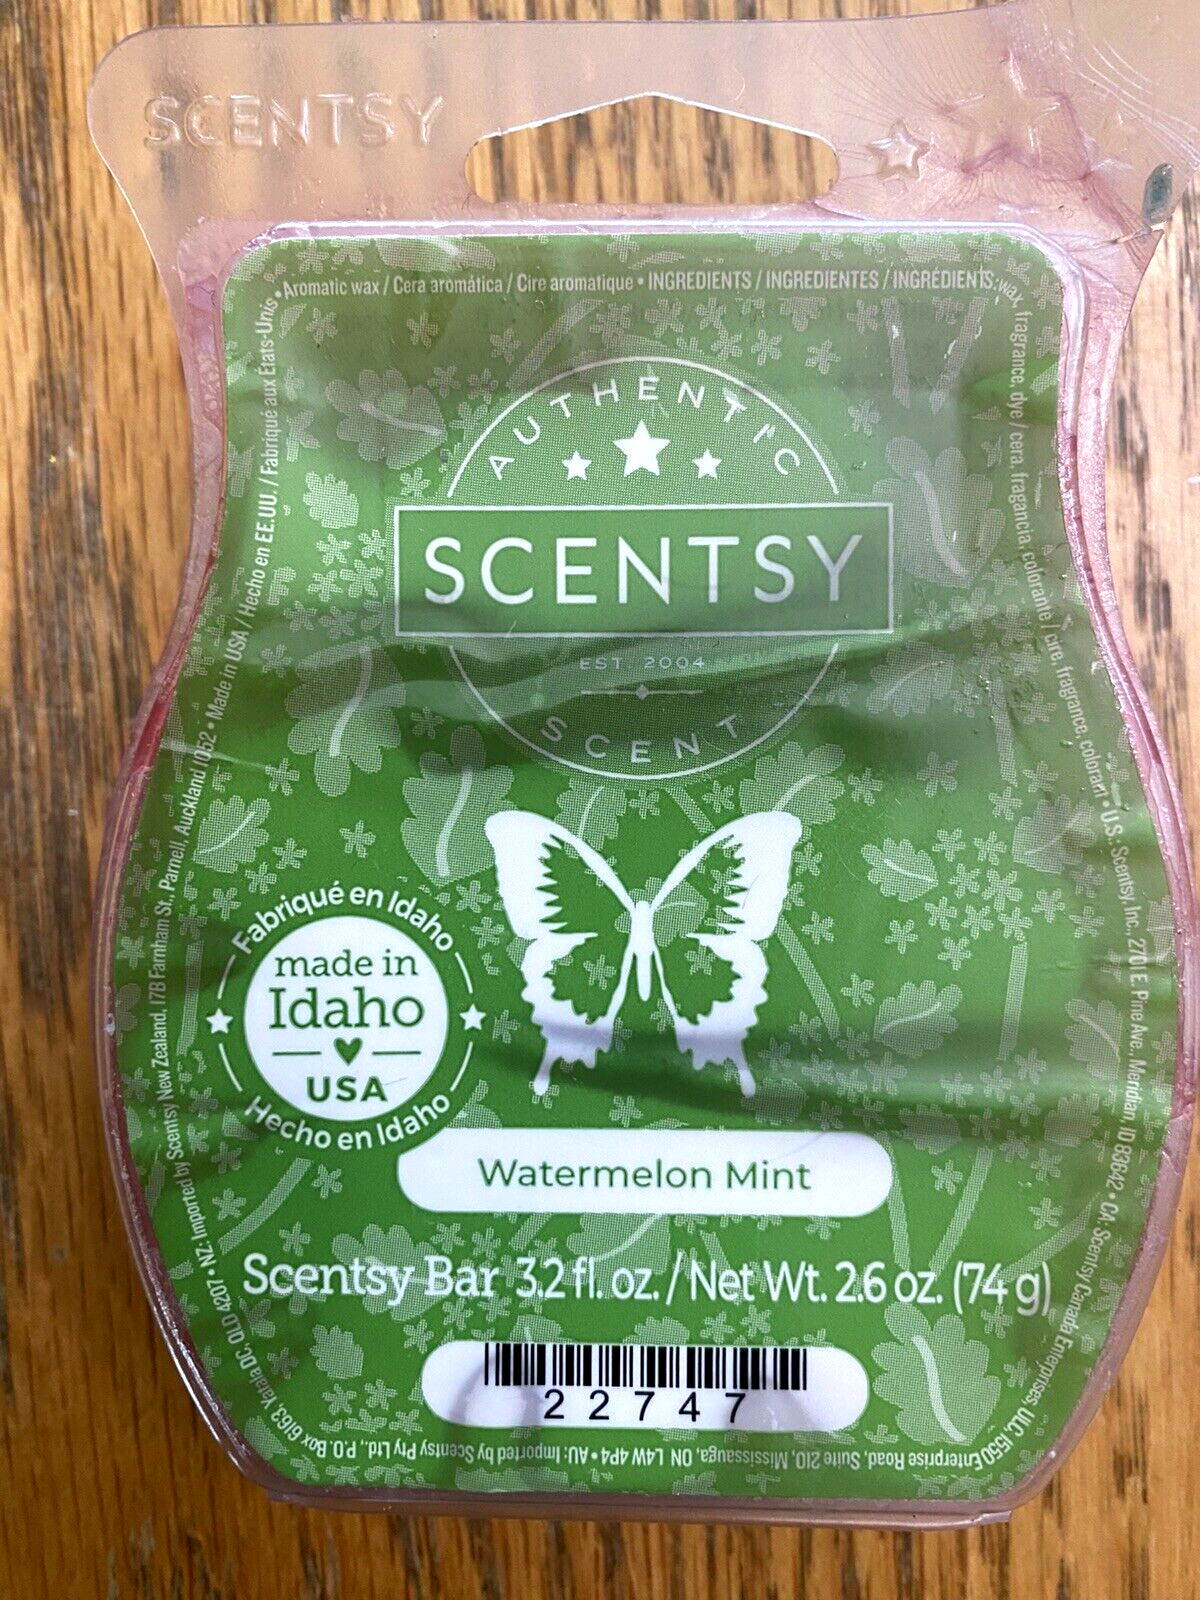 SCENTSY
Aromatic wax / Cera aromática / Cire aromatique • INGREDIENTS / INGREDIENTES / INGRÉDIENTS: wax, fragrance, dye / cera, fragancia, colorante / cire, fragrance, colorant • U.S.: Scentsy, Inc., 2701 E. Pine Ave., Meridian, ID 83642 • CA: Scentsy Canada Enterprises, ULC, 1550 Enterprise Road, Suite 210, Mississauga, ON L4W 4P4 • AU: Imported by Scentsy Pty Ltd., P.O. Box 6163, Yatala DC, QLD 4207 • NZ: Imported by Scentsy New Zealand, 17B Farnham St., Parnell, Auckland 1052 • Made in USA / Hecho en EE.UU. / Fabriqué aux États-Unis •
AUTHENTIC
SCENTSY
EST 2004
SCENT
Fabriqué en Idaho
made in
Idaho
USA
Hecho en Idaho
Watermelon Mint
Scentsy Bar 3.2 fl. oz. / Net Wt. 2.6 oz. (74 g)
22747